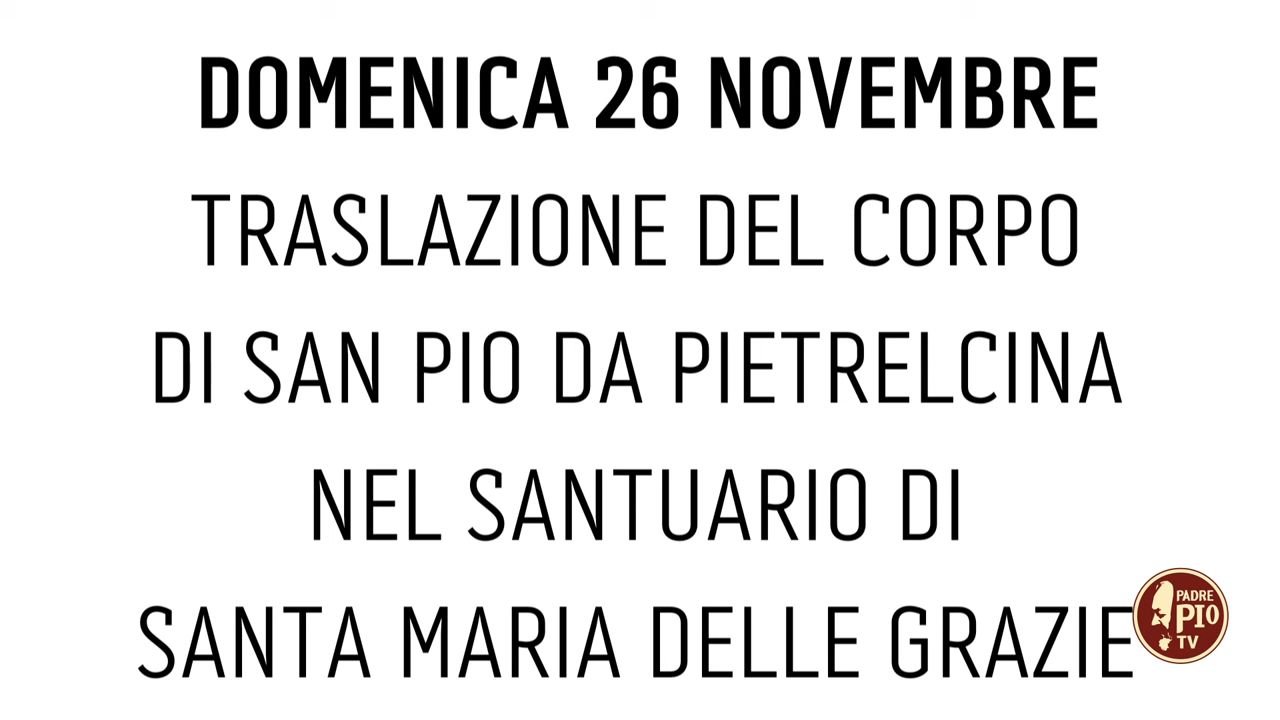 DOMENICA 26 NOVEMBRE
TRASLAZIONE DEL CORPO
DI SAN PIO DA PIETRELCINA
NEL SANTUARIO DI
SANTA MARIA DELLE GRAZIE
PADRE
PIO
TV